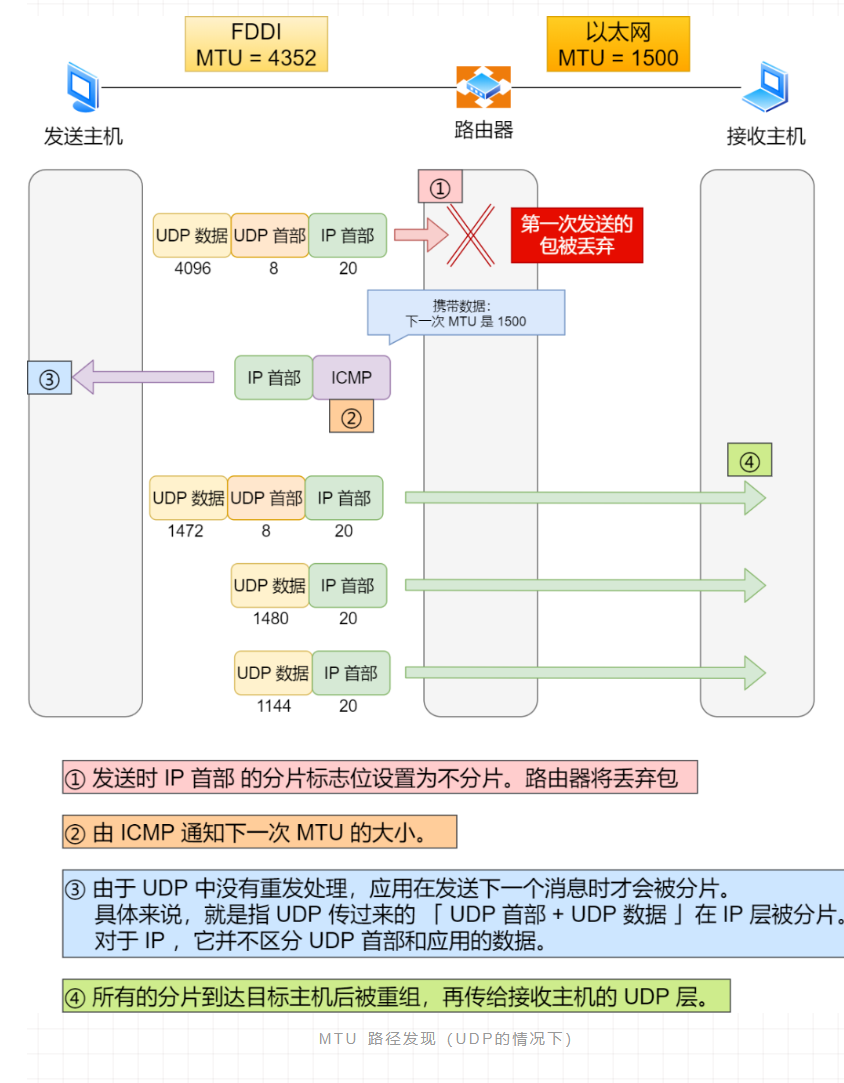 FDDI
MTU = 4352
以太网
MTU = 1500
发送主机
路由器
接收主机
①
UDP 数据 UDP 首部 IP 首部
4096 8 20
第一次发送的
包被丢弃
携带数据：
下一次 MTU 是 1500
③
IP 首部 ICMP
②
④
UDP 数据 UDP 首部 IP 首部
1472 8 20
UDP 数据 IP 首部
1480 20
UDP 数据 IP 首部
1144 20
① 发送时 IP 首部 的分片标志位设置为不分片。路由器将丢弃包
② 由 ICMP 通知下一次 MTU 的大小。
③ 由于 UDP 中没有重发处理，应用在发送下一个消息时才会被分片。
具体来说，就是指 UDP 传过来的 「 UDP 首部 + UDP 数据 」在 IP 层被分片。
对于 IP ，它并不区分 UDP 首部和应用的数据。
④ 所有的分片到达目标主机后被重组，再传给接收主机的 UDP 层。
MTU 路径发现（UDP的情况下）